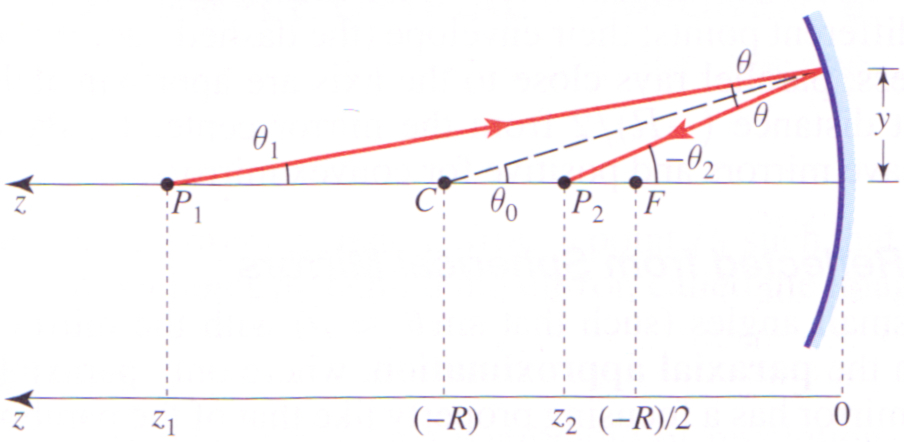 θ
θ₁ θ y
−θ₂
z P₁ C θ₀ P₂ F
z z₁ (−R) z₂ (−R)/2 0